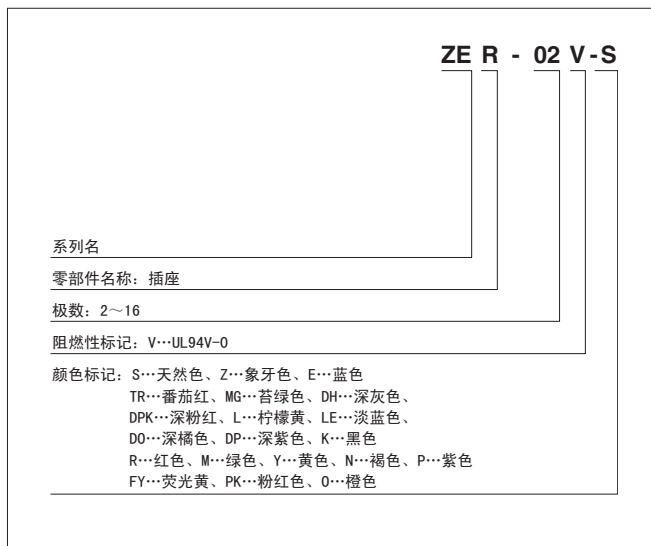 ZE R - 02 V - S
系列名
零部件名称: 插座
极数: 2～16
阻燃性标记: V…UL94V-0
颜色标记: S…天然色、Z…象牙色、E…蓝色
TR…番茄红、MG…苔绿色、DH…深灰色、
DPK…深粉红、L…柠檬黄、LE…淡蓝色、
DO…深橘色、DP…深紫色、K…黑色
R…红色、M…绿色、Y…黄色、N…褐色、P…紫色
FY…荧光黄、PK…粉红色、O…橙色